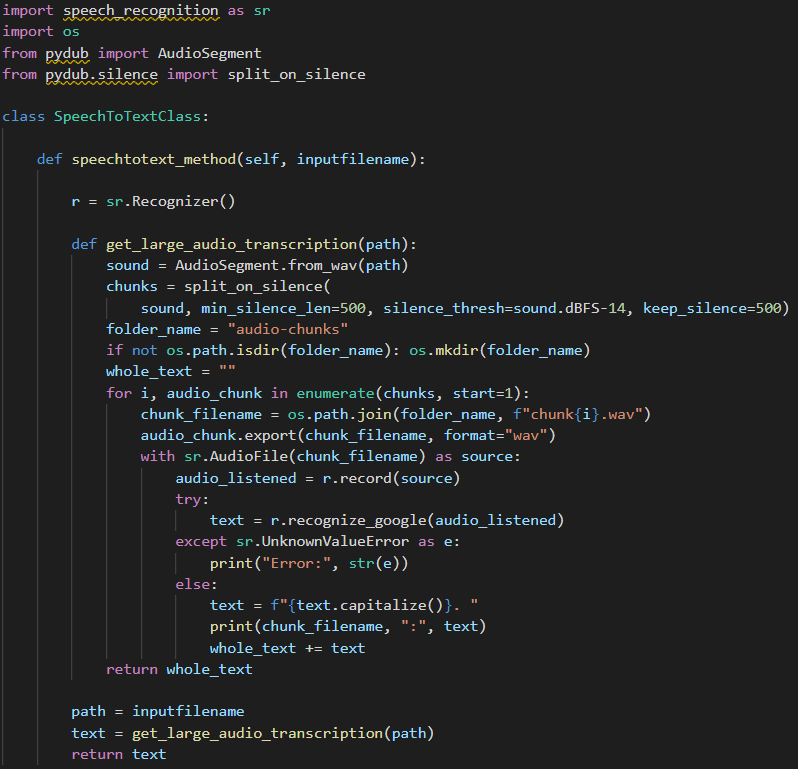 import speech_recognition as sr
import os
from pydub import AudioSegment
from pydub.silence import split_on_silence

class SpeechToTextClass:

    def speechtotext_method(self, inputfilename):

        r = sr.Recognizer()

        def get_large_audio_transcription(path):
            sound = AudioSegment.from_wav(path)
            chunks = split_on_silence(
                sound, min_silence_len=500, silence_thresh=sound.dBFS-14, keep_silence=500)
            folder_name = "audio-chunks"
            if not os.path.isdir(folder_name): os.mkdir(folder_name)
            whole_text = ""
            for i, audio_chunk in enumerate(chunks, start=1):
                chunk_filename = os.path.join(folder_name, f"chunk{i}.wav")
                audio_chunk.export(chunk_filename, format="wav")
                with sr.AudioFile(chunk_filename) as source:
                    audio_listened = r.record(source)
                    try:
                        text = r.recognize_google(audio_listened)
                    except sr.UnknownValueError as e:
                        print("Error:", str(e))
                    else:
                        text = f"{text.capitalize()}. "
                        print(chunk_filename, ":", text)
                        whole_text += text
            return whole_text

        path = inputfilename
        text = get_large_audio_transcription(path)
        return text